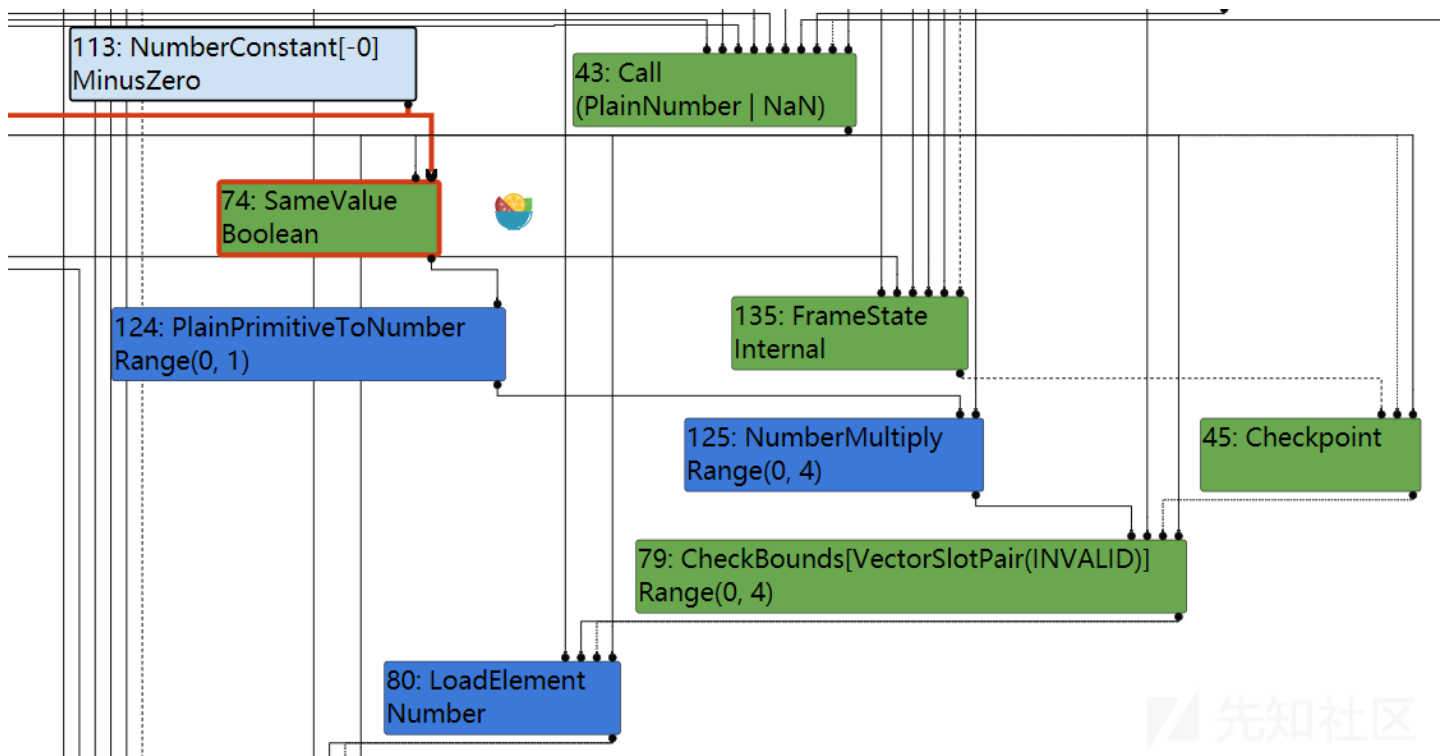 113: NumberConstant[-0]
MinusZero
43: Call
(PlainNumber | NaN)
74: SameValue
Boolean
124: PlainPrimitiveToNumber
Range(0, 1)
135: FrameState
Internal
125: NumberMultiply
Range(0, 4)
45: Checkpoint
79: CheckBounds[VectorSlotPair(INVALID)]
Range(0, 4)
80: LoadElement
Number
先知社区